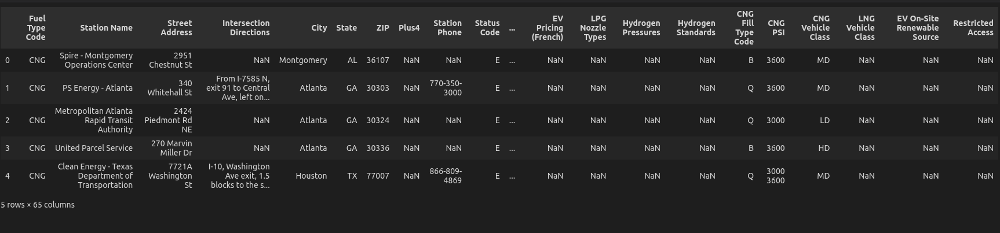 Fuel Type Code Station Name Street Address Intersection Directions City State ZIP Plus4 Station Phone Status Code ... EV Pricing (French) LPG Nozzle Types Hydrogen Pressures Hydrogen Standards CNG Fill Type Code CNG PSI CNG Vehicle Class LNG Vehicle Class EV On-Site Renewable Source Restricted Access
0 CNG Spire - Montgomery Operations Center 2951 Chestnut St NaN Montgomery AL 36107 NaN NaN E ... NaN NaN NaN NaN B 3600 MD NaN NaN NaN
1 CNG PS Energy - Atlanta 340 Whitehall St From I-7585 N, exit 91 to Central Ave, left on... Atlanta GA 30303 NaN 770-350-3000 E ... NaN NaN NaN NaN Q 3600 MD NaN NaN NaN
2 CNG Metropolitan Atlanta Rapid Transit Authority 2424 Piedmont Rd NE NaN Atlanta GA 30324 NaN NaN E ... NaN NaN NaN NaN Q 3000 LD NaN NaN NaN
3 CNG United Parcel Service 270 Marvin Miller Dr NaN Atlanta GA 30336 NaN NaN E ... NaN NaN NaN NaN B 3600 HD NaN NaN NaN
4 CNG Clean Energy - Texas Department of Transportation 7721A Washington St I-10, Washington Ave exit, 1.5 blocks to the s... Houston TX 77007 NaN 866-809-4869 E ... NaN NaN NaN NaN Q 3000 3600 MD NaN NaN NaN
5 rows × 65 columns